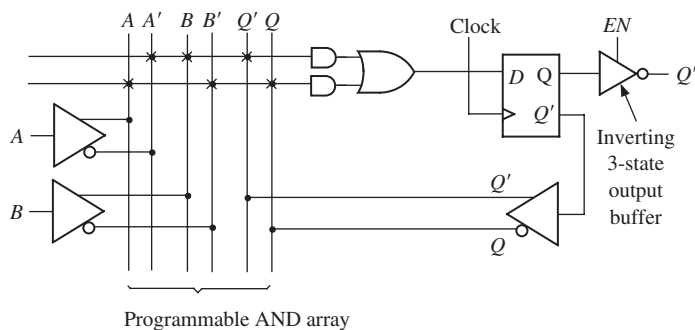 A A′ B B′ Q′ Q
Clock
EN
D Q
Q′
Q′
A
B
Q′
Q
Inverting
3-state
output
buffer
Programmable AND array